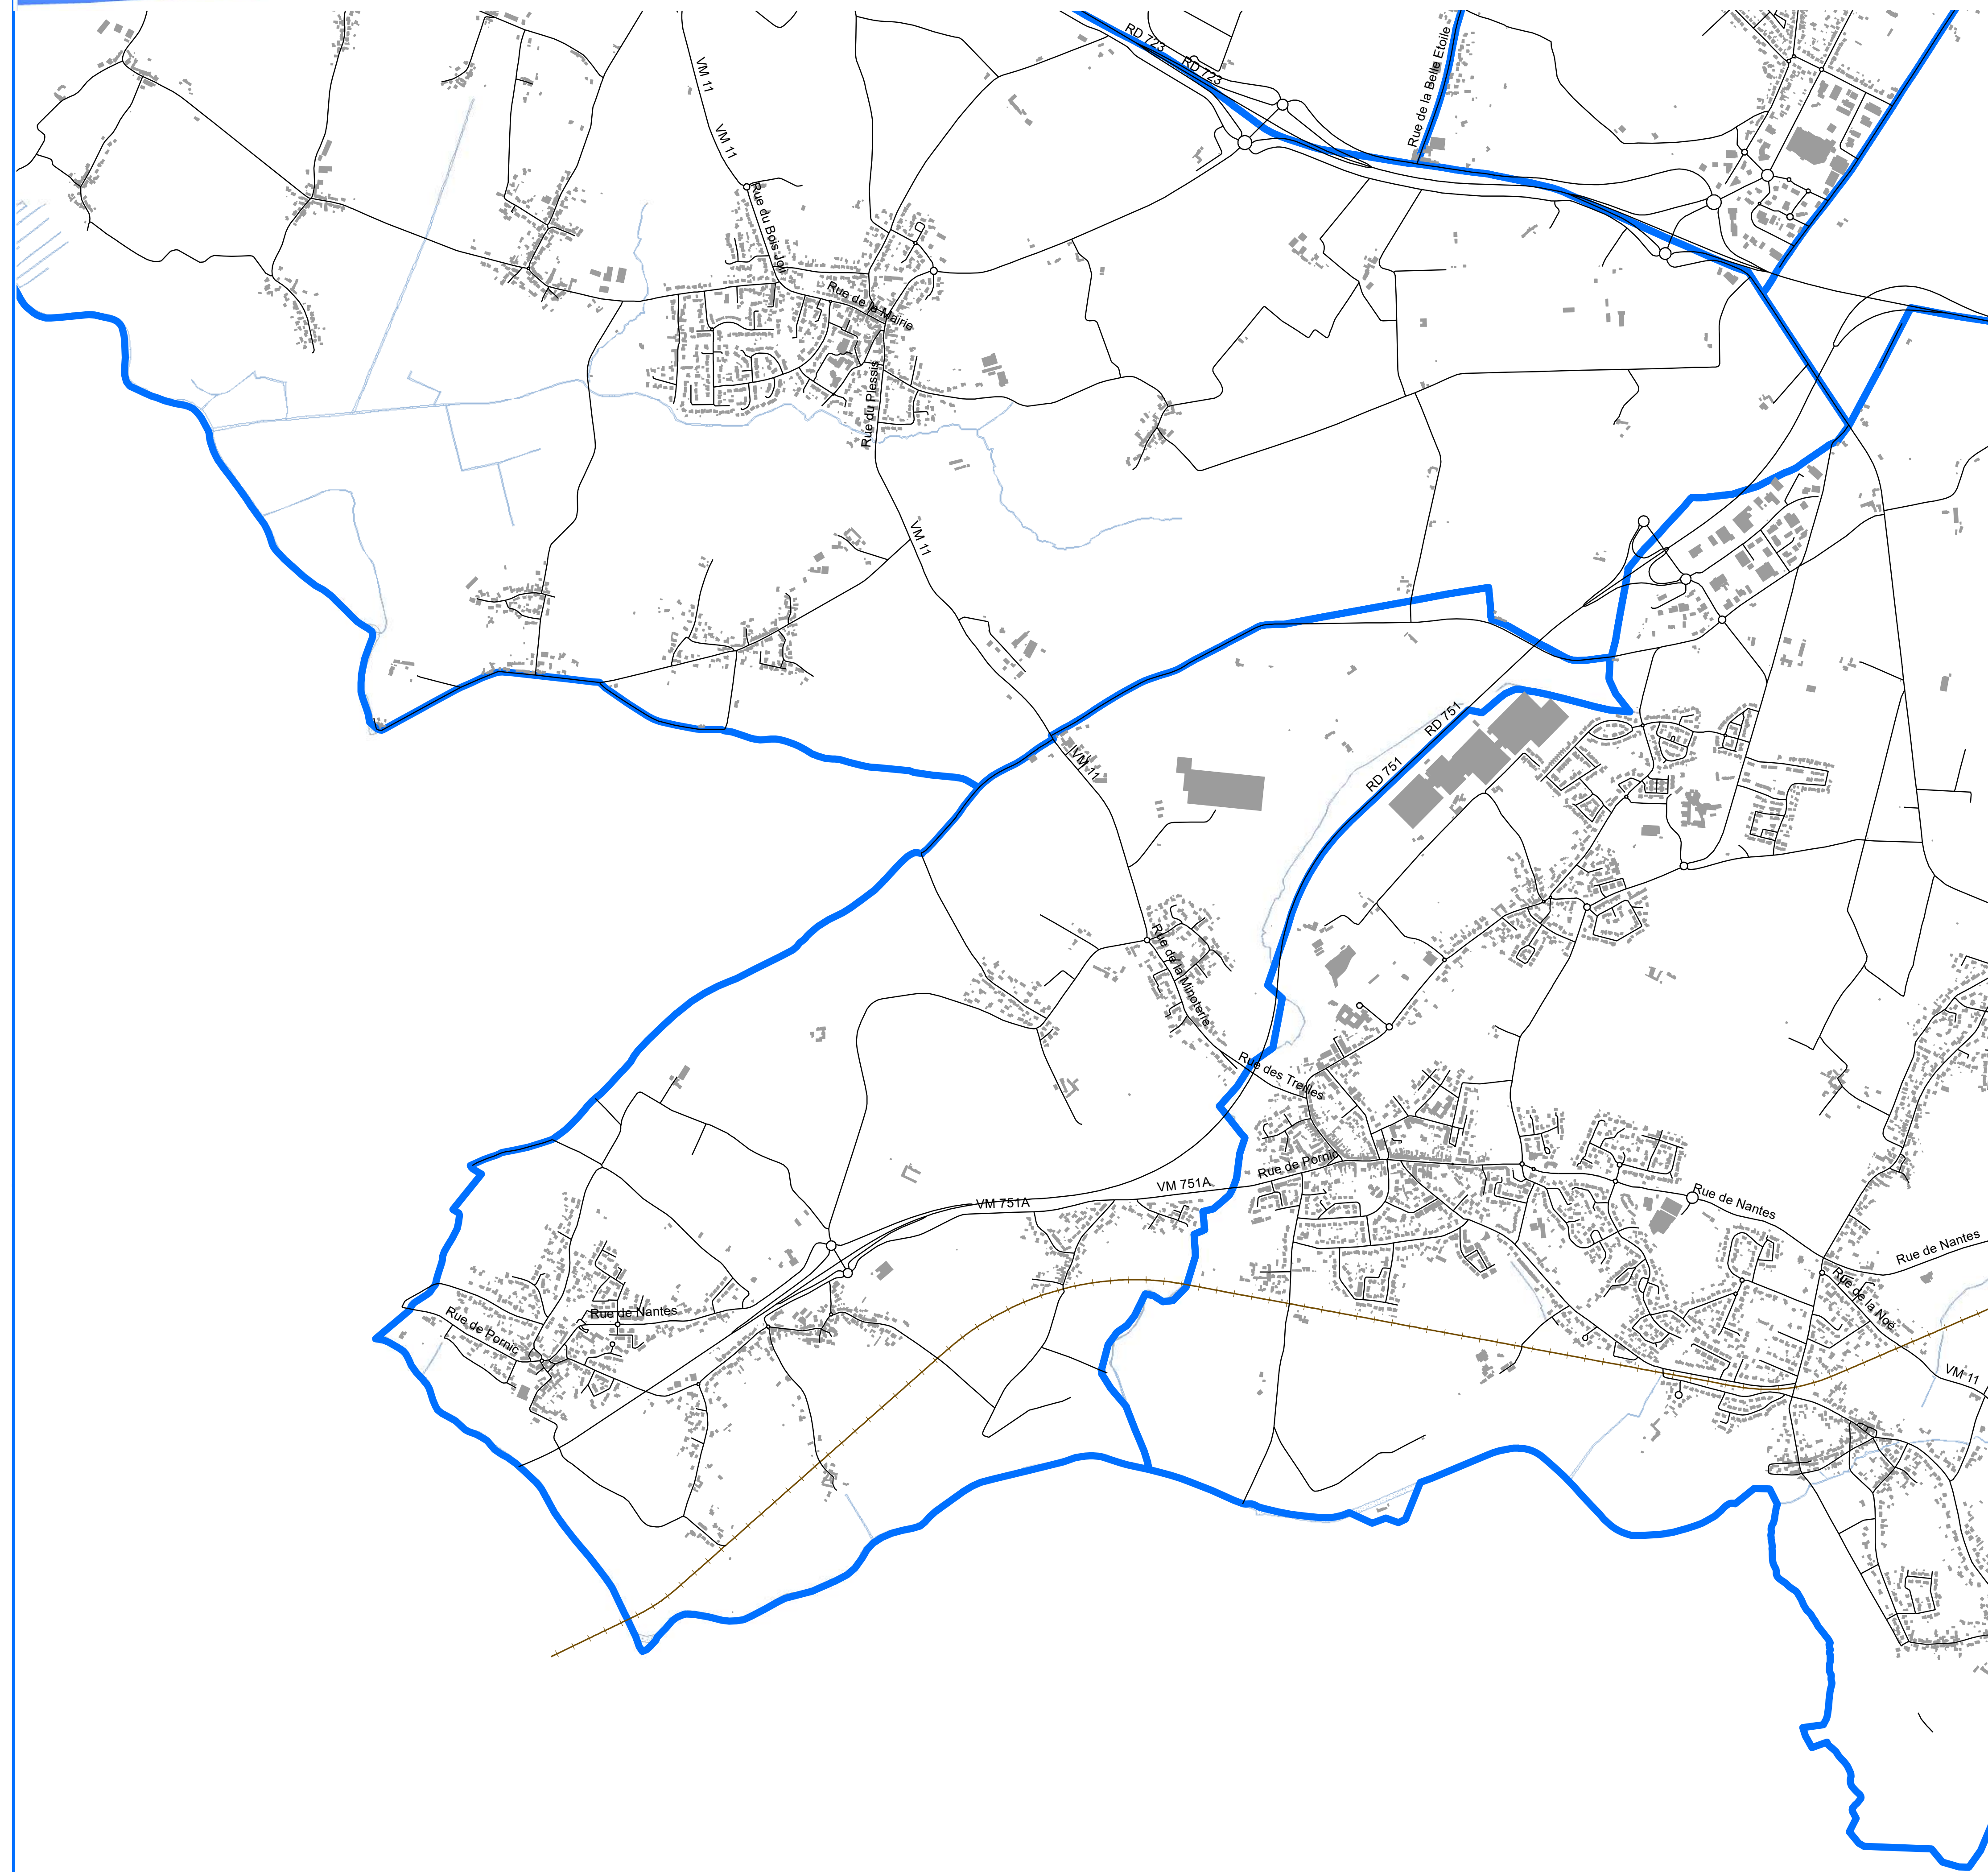 RD 723
RD 723
Rue de la Belle Etoile
VM 11
VM 11
Rue du Bois Joli
Rue de la Mairie
Rue du Plessis
VM 11
RD 751
RD 751
VM 11
Rue de la Minoterie
Rue des Treilles
Rue de Pornic
VM 751A
VM 751A
Rue de Nantes
Rue de Nantes
Rue de la Noë
Rue de Nantes
Rue de Pornic
VM 11